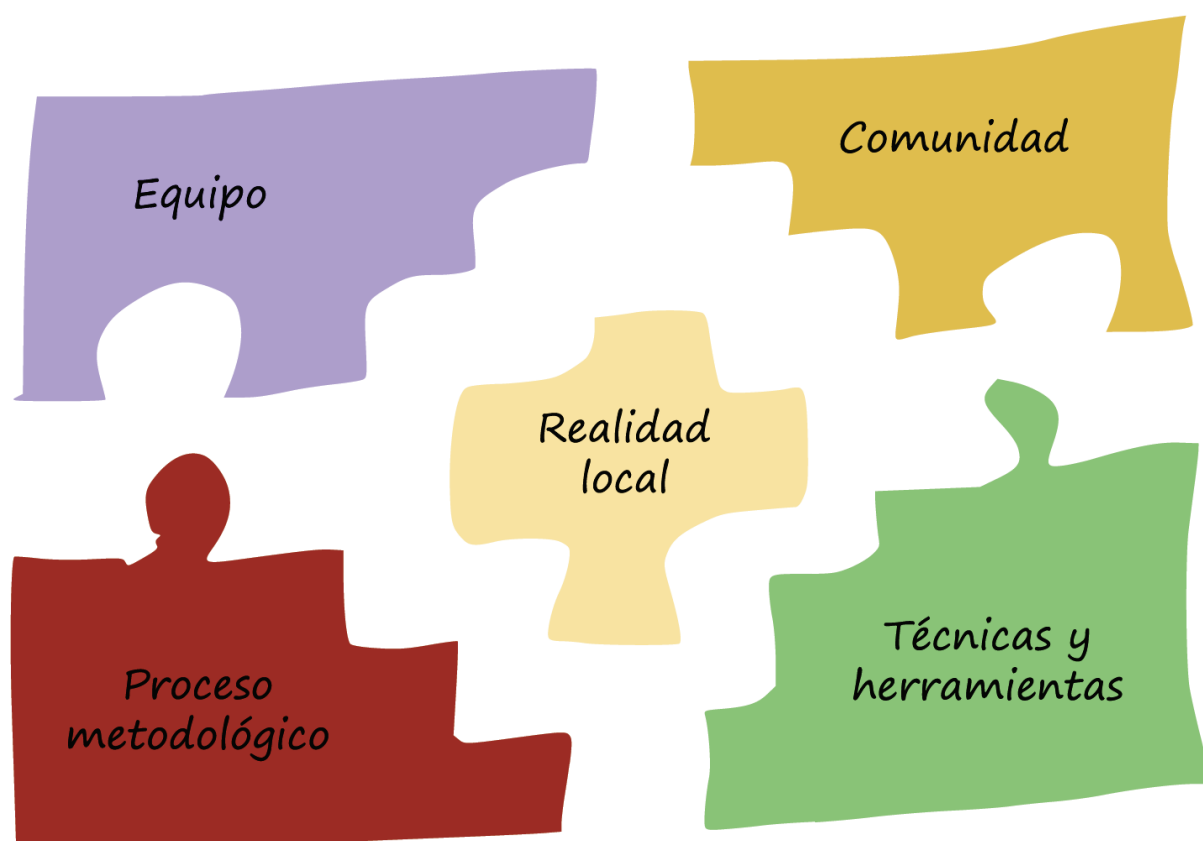 Equipo
Comunidad
Realidad
local
Proceso
metodológico
Técnicas y
herramientas